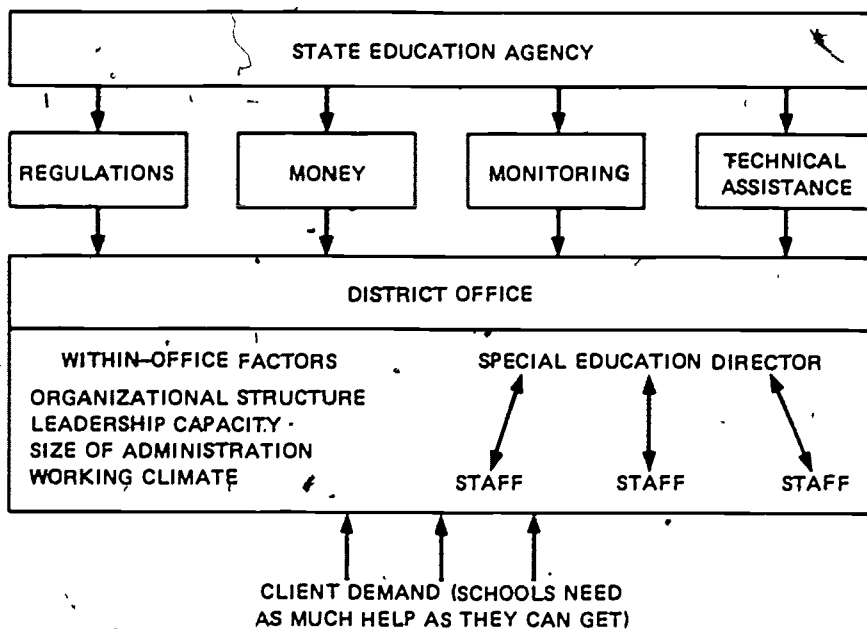 STATE EDUCATION AGENCY
REGULATIONS
MONEY
MONITORING
TECHNICAL
ASSISTANCE
DISTRICT OFFICE
WITHIN-OFFICE FACTORS
ORGANIZATIONAL STRUCTURE
LEADERSHIP CAPACITY
SIZE OF ADMINISTRATION
WORKING CLIMATE
SPECIAL EDUCATION DIRECTOR
STAFF STAFF STAFF
CLIENT DEMAND (SCHOOLS NEED
AS MUCH HELP AS THEY CAN GET)